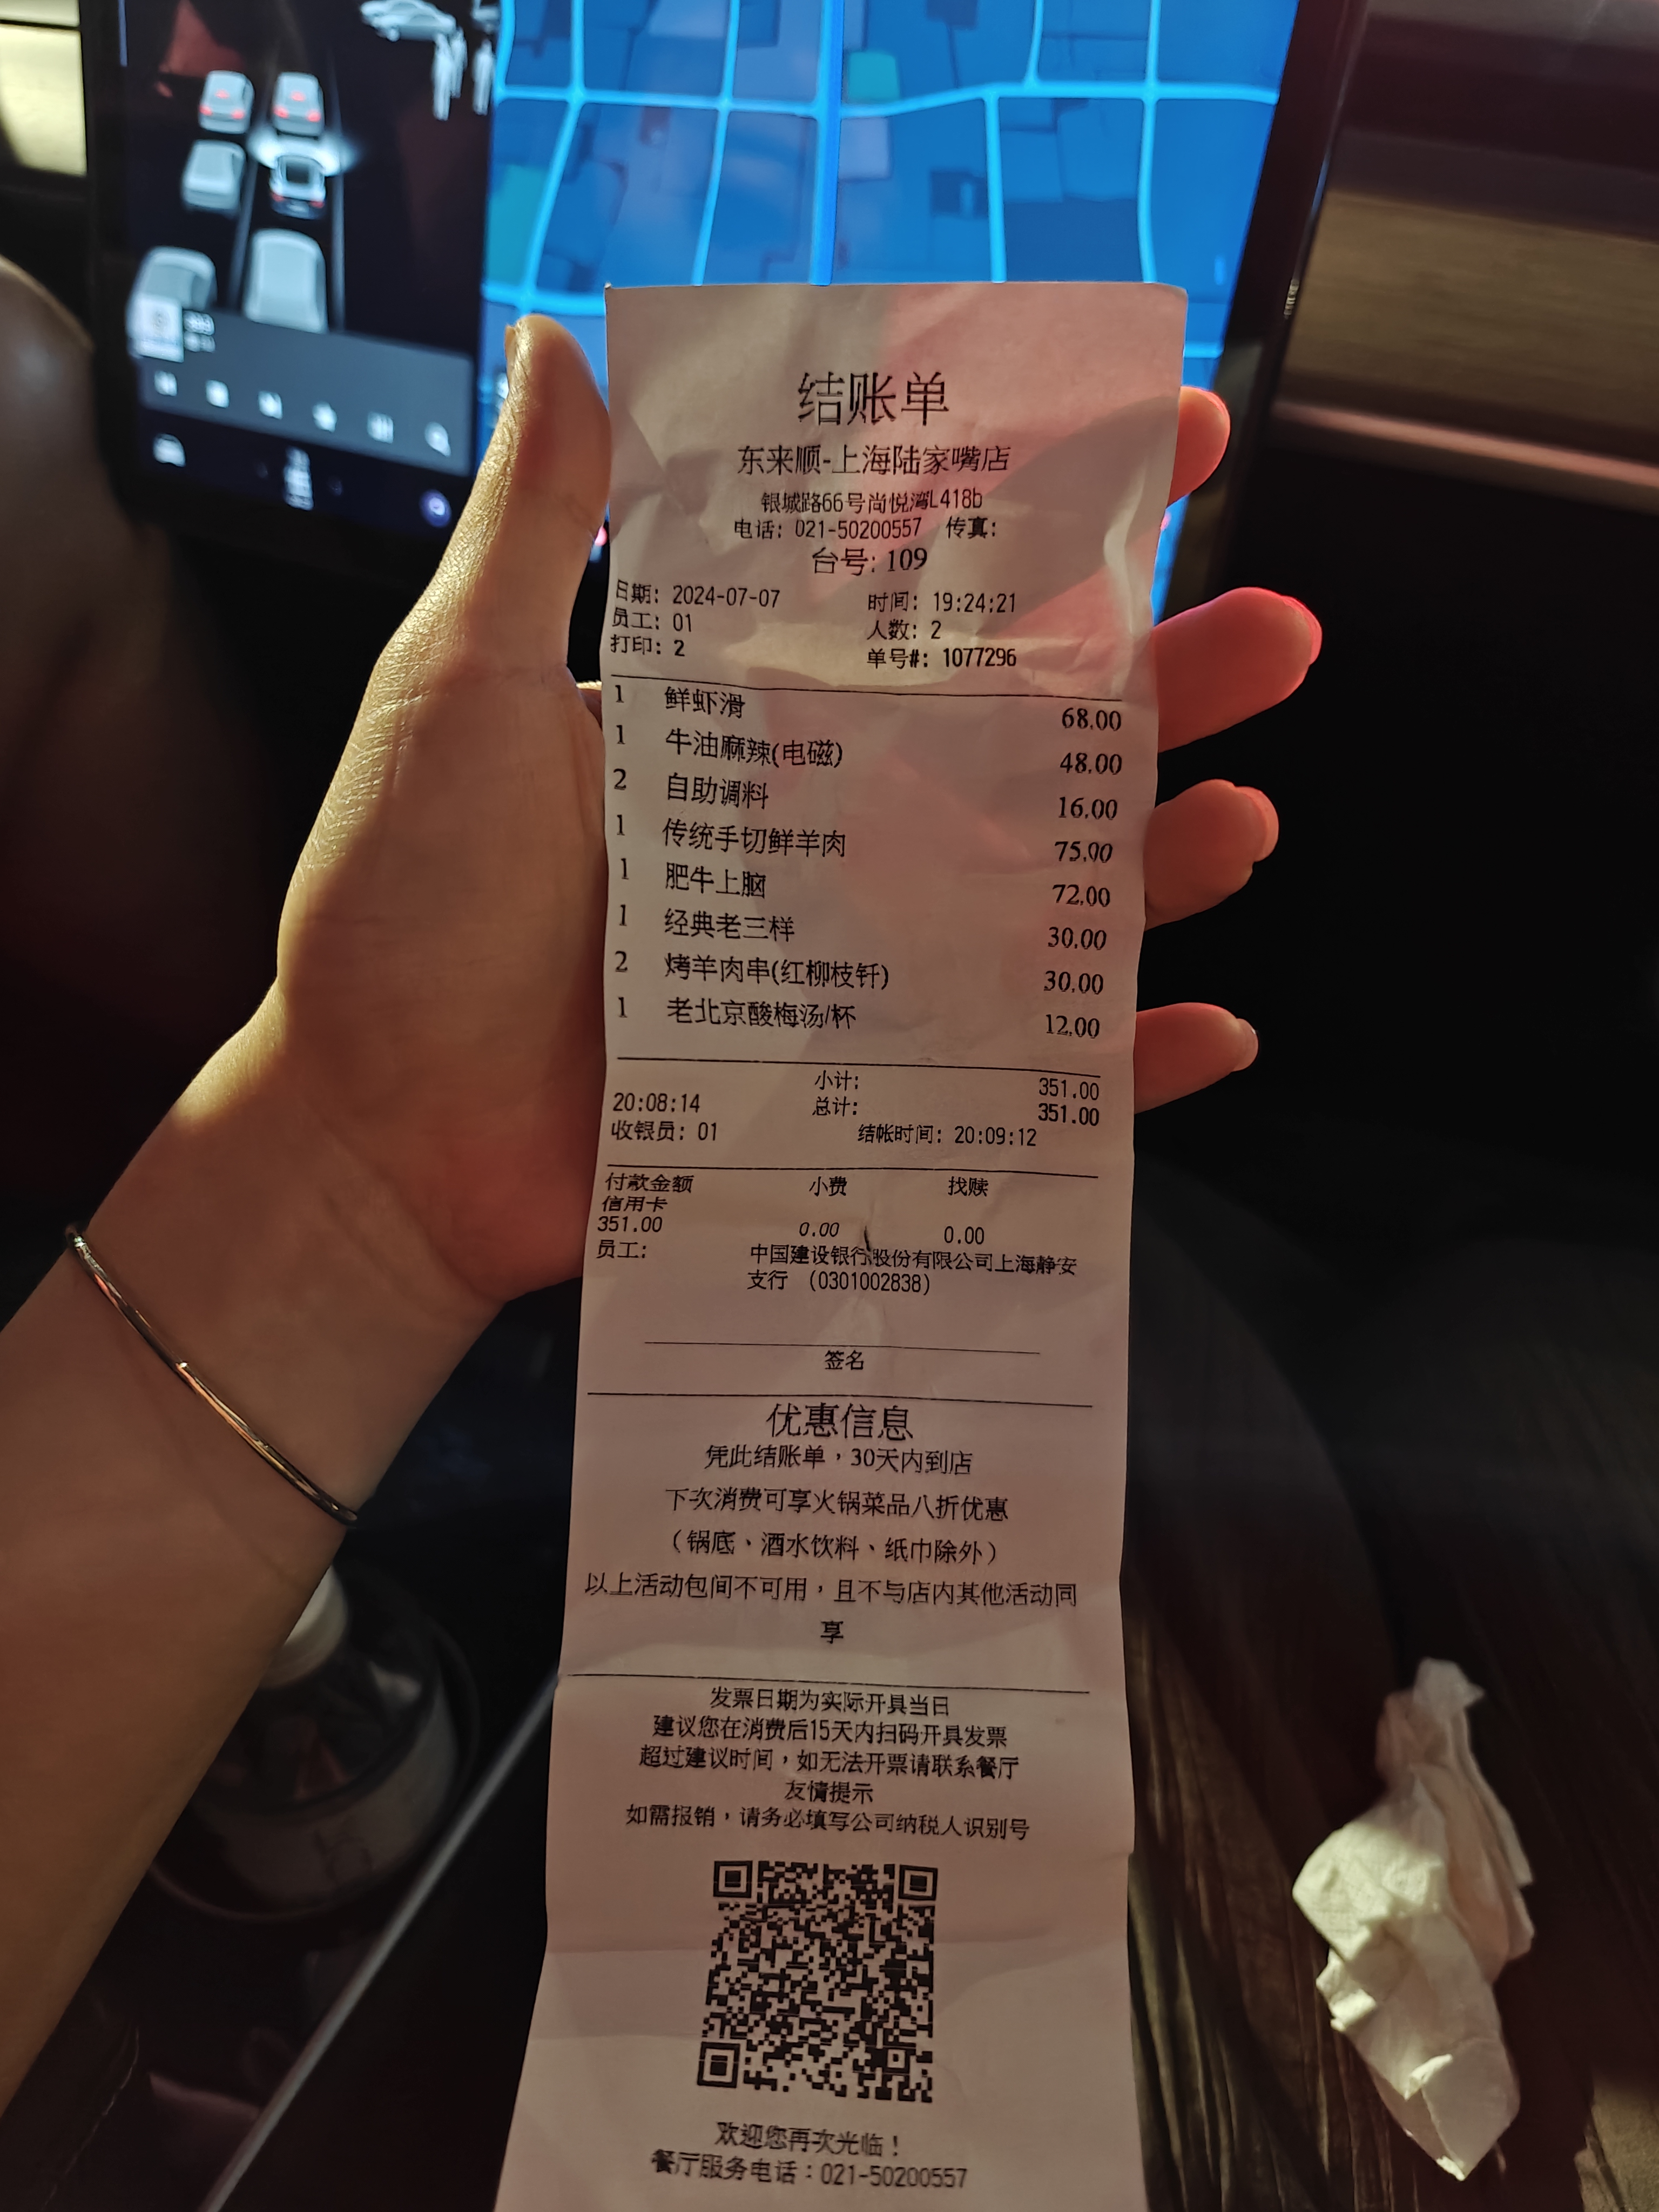 结账单
东来顺-上海陆家嘴店
银城路66号尚悦湾L418b
电话: 021-50200557 传真:
台号: 109
日期: 2024-07-07 时间: 19:24:21
员工: 01 人数: 2
打印: 2 单号#: 1077296
1 鲜虾滑 68.00
1 牛油麻辣(电磁) 48.00
2 自助调料 16.00
1 传统手切鲜羊肉 75.00
1 肥牛上脑 72.00
1 经典老三样 30.00
2 烤羊肉串(红柳枝钎) 30.00
1 老北京酸梅汤/杯 12.00
小计: 351.00
总计: 351.00
20:08:14
收银员: 01 结帐时间: 20:09:12
付款金额 小费 找赎
信用卡
351.00 0.00 0.00
员工: 中国建设银行股份有限公司上海静安
支行 (0301002838)
签名
优惠信息
凭此结账单，30天内到店
下次消费可享火锅菜品八折优惠
（锅底、酒水饮料、纸巾除外）
以上活动包间不可用，且不与店内其他活动同
享
发票日期为实际开具当日
建议您在消费后15天内扫码开具发票
超过建议时间，如无法开票请联系餐厅
友情提示
如需报销，请务必填写公司纳税人识别号
欢迎您再次光临！
餐厅服务电话：021-50200557